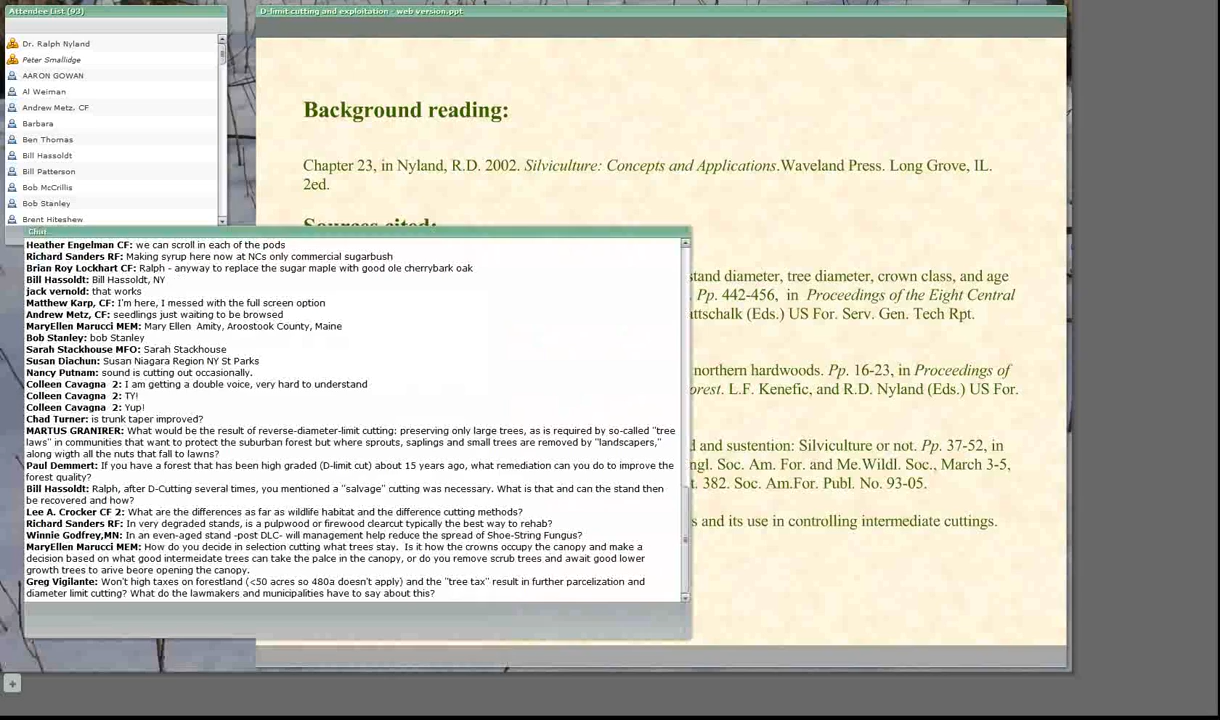 Attendee List (93)
Dr. Ralph Nyland
Peter Smallidge
AARON GOWAN
Al Weiman
Andrew Metz. CF
Barbara
Ben Thomas
Bill Hassoldt
Bill Patterson
Bob McCrillis
Bob Stanley
Brent Hiteshew
D-limit cutting and exploitation - web version.ppt
Background reading:
Chapter 23, in Nyland, R.D. 2002. Silviculture: Concepts and Applications.Waveland Press. Long Grove, IL.
2ed.
Sources cited:
stand diameter, tree diameter, crown class, and age
. Pp. 442-456, in Proceedings of the Eight Central
ttschalk (Eds.) US For. Serv. Gen. Tech Rpt.
northern hardwoods. Pp. 16-23, in Proceedings of
orest. L.F. Kenefic, and R.D. Nyland (Eds.) US For.
d and sustention: Silviculture or not. Pp. 37-52, in
ngl. Soc. Am. For. and Me.Wildl. Soc., March 3-5,
t. 382. Soc. Am.For. Publ. No. 93-05.
s and its use in controlling intermediate cuttings.
Chat
Heather Engelman CF: we can scroll in each of the pods
Richard Sanders RF: Making syrup here now at NCs only commercial sugarbush
Brian Roy Lockhart CF: Ralph - anyway to replace the sugar maple with good ole cherrybark oak
Bill Hassoldt: Bill Hassoldt, NY
jack vernold: that works
Matthew Karp, CF: I'm here, I messed with the full screen option
Andrew Metz, CF: seedlings just waiting to be browsed
MaryEllen Marucci MEM: Mary Ellen Amity, Aroostook County, Maine
Bob Stanley: bob Stanley
Sarah Stackhouse MFO: Sarah Stackhouse
Susan Diachun: Susan Niagara Region NY St Parks
Nancy Putnam: sound is cutting out occasionally.
Colleen Cavagna 2: I am getting a double voice, very hard to understand
Colleen Cavagna 2: TY!
Colleen Cavagna 2: Yup!
Chad Turner: is trunk taper improved?
MARTUS GRANIRER: What would be the result of reverse-diameter-limit cutting: preserving only large trees, as is required by so-called "tree
laws" in communities that want to protect the suburban forest but where sprouts, saplings and small trees are removed by "landscapers,"
along wigth all the nuts that fall to lawns?
Paul Demmert: If you have a forest that has been high graded (D-limit cut) about 15 years ago, what remediation can you do to improve the
forest quality?
Bill Hassoldt: Ralph, after D-Cutting several times, you mentioned a "salvage" cutting was necessary. What is that and can the stand then
be recovered and how?
Lee A. Crocker CF 2: What are the differences as far as wildlife habitat and the difference cutting methods?
Richard Sanders RF: In very degraded stands, is a pulpwood or firewood clearcut typically the best way to rehab?
Winnie Godfrey,MN: In an even-aged stand -post DLC- will management help reduce the spread of Shoe-String Fungus?
MaryEllen Marucci MEM: How do you decide in selection cutting what trees stay. Is it how the crowns occupy the canopy and make a
decision based on what good intermeidate trees can take the palce in the canopy, or do you remove scrub trees and await good lower
growth trees to arive beore opening the canopy.
Greg Vigilante: Won't high taxes on forestland (<50 acres so 480a doesn't apply) and the "tree tax" result in further parcelization and
diameter limit cutting? What do the lawmakers and municipalities have to say about this?